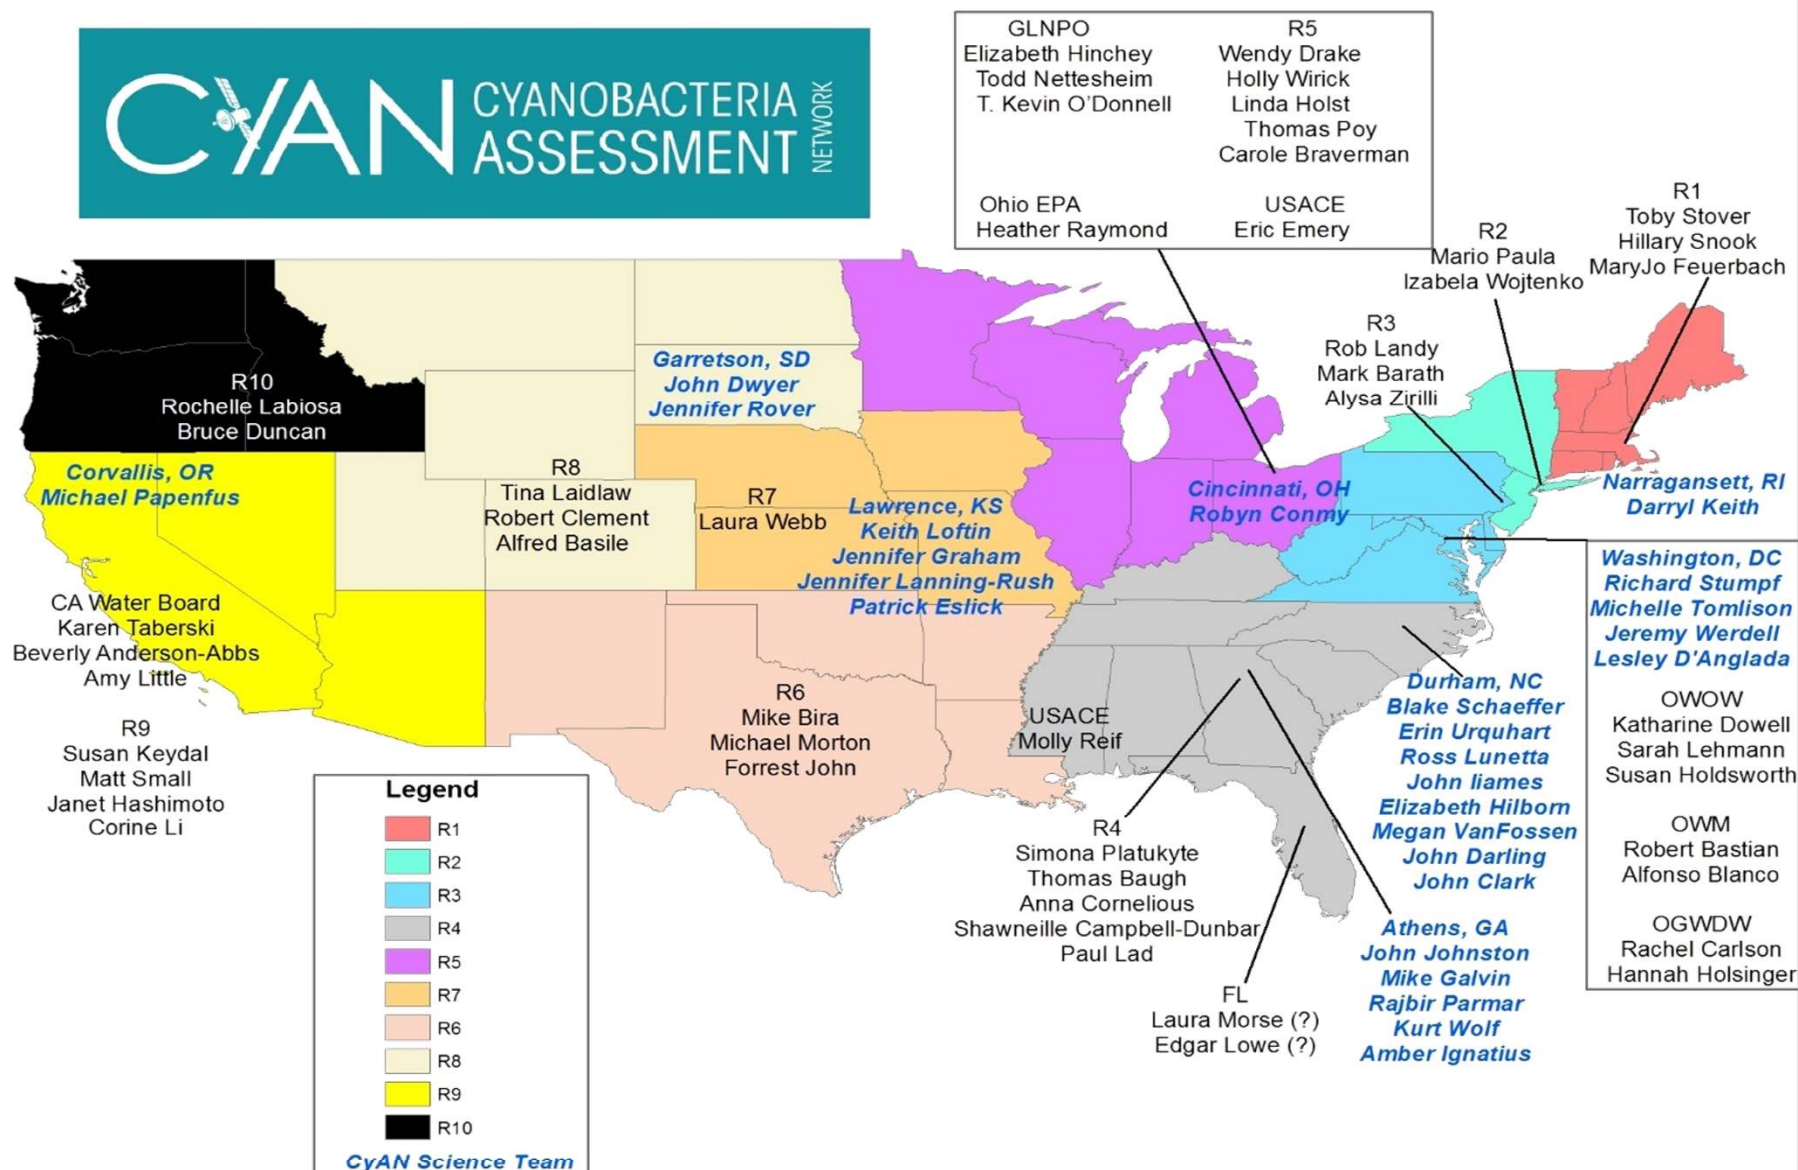 CYAN
CYANOBACTERIA
ASSESSMENT
NETWORK
GLNPO
Elizabeth Hinchey
Todd Nettesheim
T. Kevin O'Donnell
R5
Wendy Drake
Holly Wirick
Linda Holst
Thomas Poy
Carole Braverman
Ohio EPA
Heather Raymond
USACE
Eric Emery
R1
Toby Stover
Hillary Snook
MaryJo Feuerbach
R2
Mario Paula
Izabela Wojtenko
R3
Rob Landy
Mark Barath
Alysa Zirilli
R10
Rochelle Labiosa
Bruce Duncan
Garretson, SD
John Dwyer
Jennifer Rover
Corvallis, OR
Michael Papenfus
R8
Tina Laidlaw
Robert Clement
Alfred Basile
R7
Laura Webb
Lawrence, KS
Keith Loftin
Jennifer Graham
Jennifer Lanning-Rush
Patrick Eslick
Cincinnati, OH
Robyn Conmy
Narragansett, RI
Darryl Keith
Washington, DC
Richard Stumpf
Michelle Tomlison
Jeremy Werdell
Lesley D'Anglada
OWOW
Katharine Dowell
Sarah Lehmann
Susan Holdsworth
OWM
Robert Bastian
Alfonso Blanco
OGWDW
Rachel Carlson
Hannah Holsinger
CA Water Board
Karen Taberski
Beverly Anderson-Abbs
Amy Little
R9
Susan Keydal
Matt Small
Janet Hashimoto
Corine Li
R6
Mike Bira
Michael Morton
Forrest John
USACE
Molly Reif
Durham, NC
Blake Schaeffer
Erin Urquhart
Ross Lunetta
John Iiames
Elizabeth Hilborn
Megan VanFossen
John Darling
John Clark
R4
Simona Platukyte
Thomas Baugh
Anna Cornelious
Shawneille Campbell-Dunbar
Paul Lad
FL
Laura Morse (?)
Edgar Lowe (?)
Athens, GA
John Johnston
Mike Galvin
Rajbir Parmar
Kurt Wolf
Amber Ignatius
Legend
R1
R2
R3
R4
R5
R7
R6
R8
R9
R10
CyAN Science Team